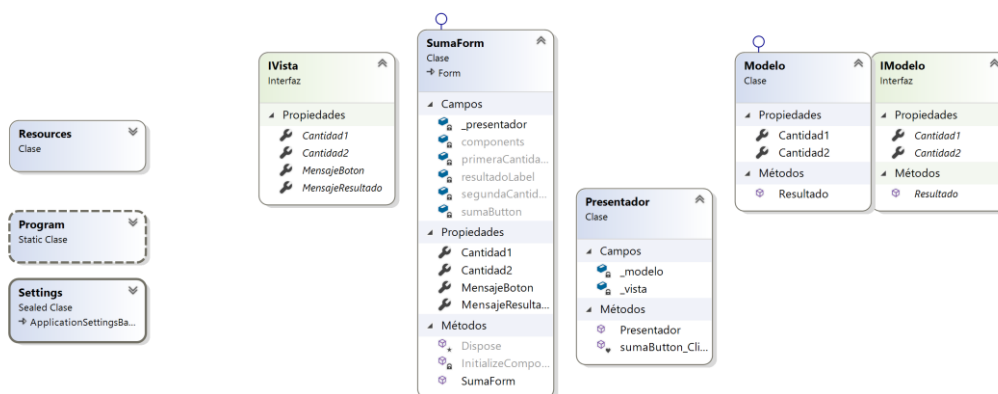 Resources
Clase
Program
Static Clase
Settings
Sealed Clase
ApplicationSettingsBa...
IVista
Interfaz
Propiedades
Cantidad1
Cantidad2
MensajeBoton
MensajeResultado
SumaForm
Clase
Form
Campos
_presentador
components
primeraCantida...
resultadoLabel
segundaCantid...
sumaButton
Propiedades
Cantidad1
Cantidad2
MensajeBoton
MensajeResulta...
Métodos
Dispose
InitializeCompo...
SumaForm
Presentador
Clase
Campos
_modelo
_vista
Métodos
Presentador
sumaButton_Cli...
Modelo
Clase
Propiedades
Cantidad1
Cantidad2
Métodos
Resultado
IModelo
Interfaz
Propiedades
Cantidad1
Cantidad2
Métodos
Resultado